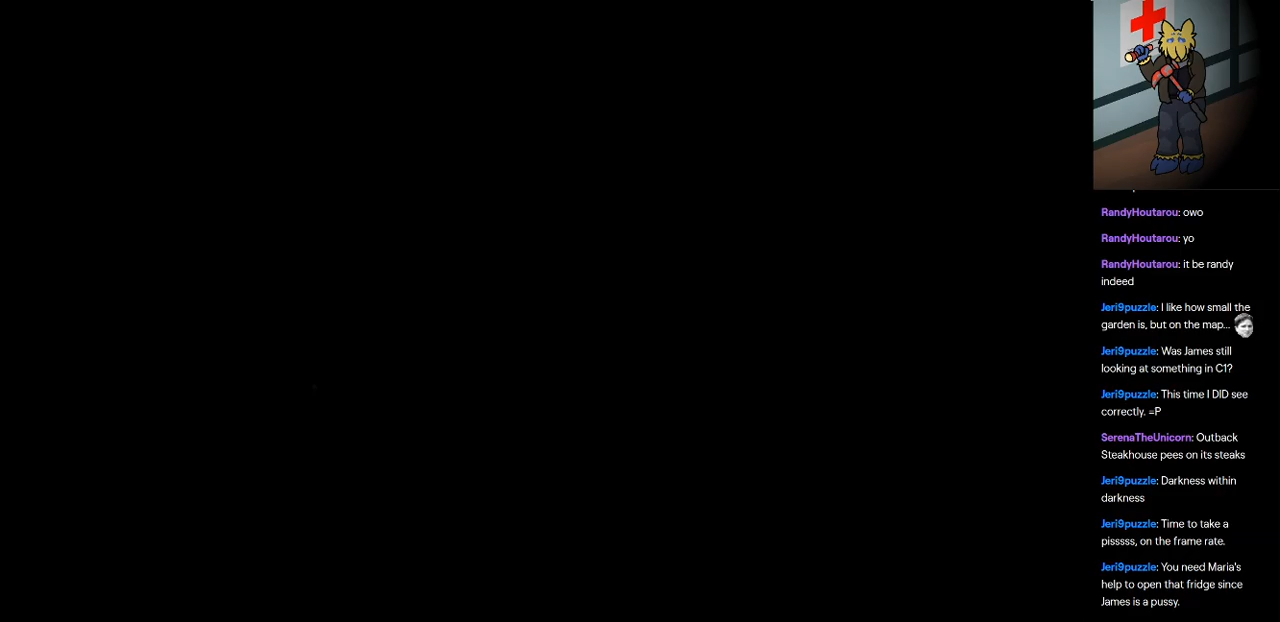 RandyHoutarou: owo
RandyHoutarou: yo
RandyHoutarou: it be randy
indeed
Jeri9puzzle: I like how small the
garden is, but on the map...
Jeri9puzzle: Was James still
looking at something in C1?
Jeri9puzzle: This time I DID see
correctly. =P
SerenaTheUnicorn: Outback
Steakhouse pees on its steaks
Jeri9puzzle: Darkness within
darkness
Jeri9puzzle: Time to take a
pisssss, on the frame rate.
Jeri9puzzle: You need Maria's
help to open that fridge since
James is a pussy.